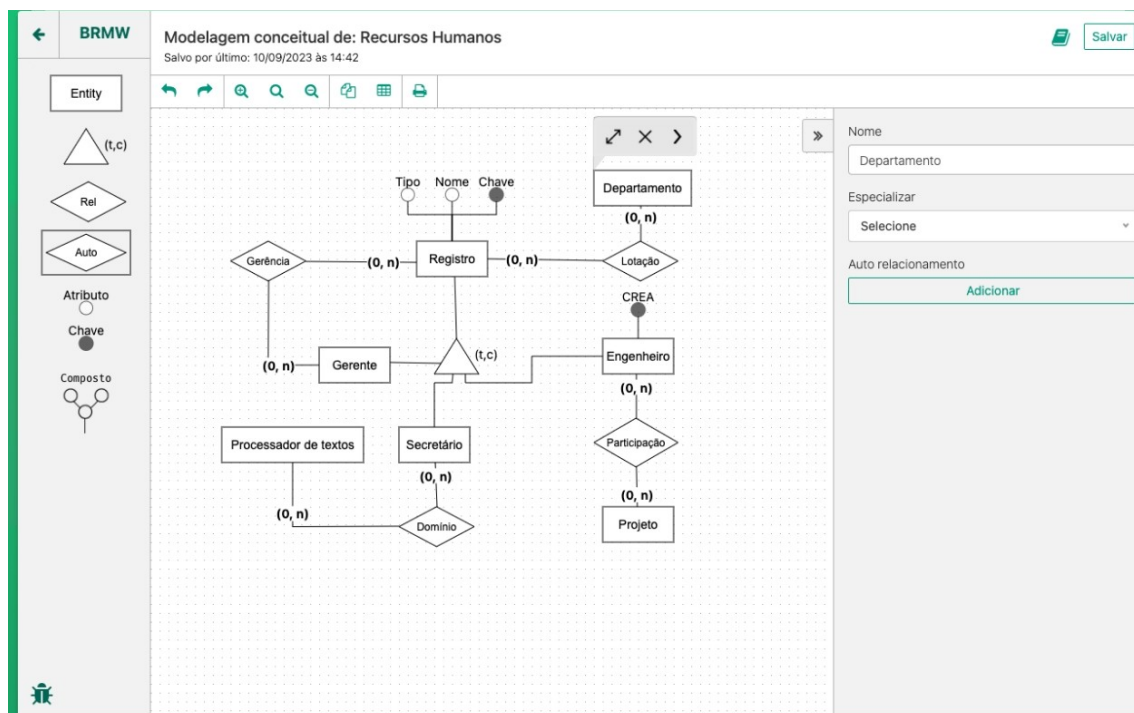 BRMW
Modelagem conceitual de: Recursos Humanos
Salvo por último: 10/09/2023 às 14:42
Salvar
Entity
(t,c)
Rel
Auto
Atributo
Chave
Composto
Tipo Nome Chave
Departamento
(0, n)
Gerência
(0, n)
Registro
(0, n)
Lotação
CREA
(t,c)
Engenheiro
(0, n)
Gerente
(0, n)
Processador de textos
Secretário
Participação
(0, n)
(0, n)
(0, n)
Domínio
Projeto
Nome
Departamento
Especializar
Selecione
Auto relacionamento
Adicionar